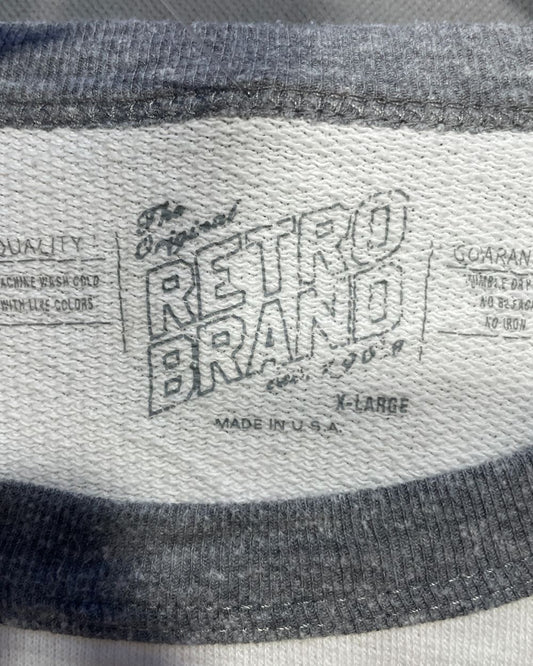 QUALITY
MACHINE WASH COLD
WITH LIKE COLORS
The
Original
RETRO
BRAND
X-LARGE
MADE IN U.S.A.
GUARAN
TUMBLE DRY
NO BLEAC
NO IRON